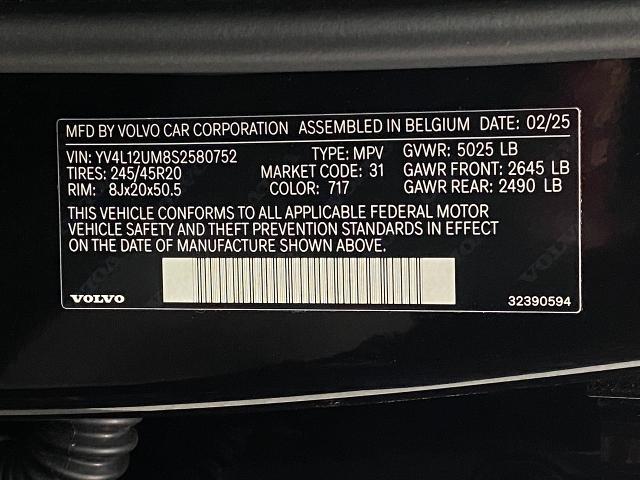 MFD BY VOLVO CAR CORPORATION ASSEMBLED IN BELGIUM DATE: 02/25
VIN: YV4L12UM8S2580752 TYPE: MPV GVWR: 5025 LB
TIRES: 245/45R20 MARKET CODE: 31 GAWR FRONT: 2645 LB
RIM: 8Jx20x50.5 COLOR: 717 GAWR REAR: 2490 LB
THIS VEHICLE CONFORMS TO ALL APPLICABLE FEDERAL MOTOR
VEHICLE SAFETY AND THEFT PREVENTION STANDARDS IN EFFECT
ON THE DATE OF MANUFACTURE SHOWN ABOVE.
VOLVO 32390594